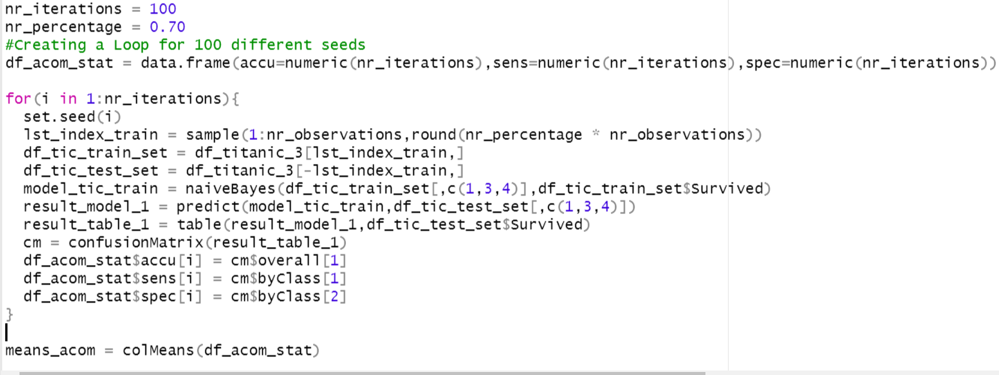 nr_iterations = 100
nr_percentage = 0.70
#Creating a Loop for 100 different seeds
df_acom_stat = data.frame(accu=numeric(nr_iterations),sens=numeric(nr_iterations),spec=numeric(nr_iterations))
for(i in 1:nr_iterations){
  set.seed(i)
  lst_index_train = sample(1:nr_observations,round(nr_percentage * nr_observations))
  df_tic_train_set = df_titanic_3[lst_index_train,]
  df_tic_test_set = df_titanic_3[-lst_index_train,]
  model_tic_train = naiveBayes(df_tic_train_set[,c(1,3,4)],df_tic_train_set$Survived)
  result_model_1 = predict(model_tic_train,df_tic_test_set[,c(1,3,4)])
  result_table_1 = table(result_model_1,df_tic_test_set$Survived)
  cm = confusionMatrix(result_table_1)
  df_acom_stat$accu[i] = cm$overall[1]
  df_acom_stat$sens[i] = cm$byClass[1]
  df_acom_stat$spec[i] = cm$byClass[2]
}
means_acom = colMeans(df_acom_stat)